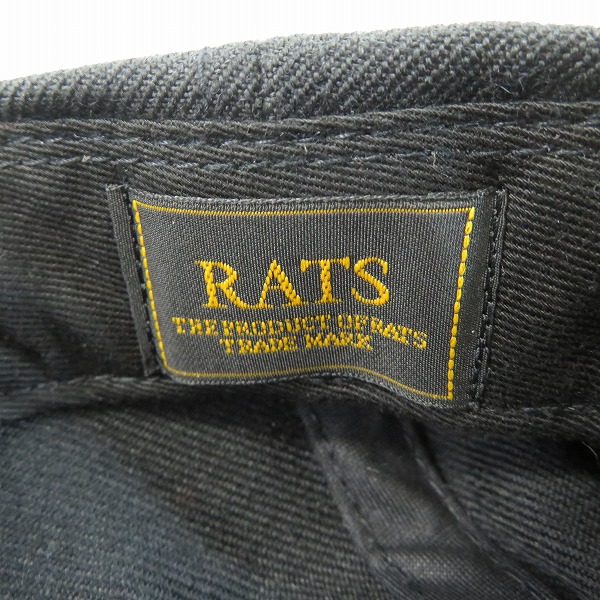 RATS
THE PRODUCT OF RATS
TRADE MARK